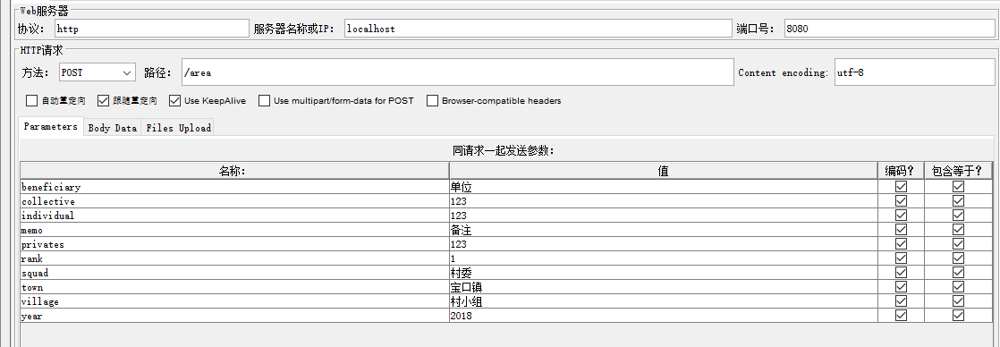 Web服务器
协议： http 服务器名称或IP： localhost 端口号： 8080
HTTP请求
方法： POST 路径： /area Content encoding: utf-8
自动重定向 跟随重定向 Use KeepAlive Use multipart/form-data for POST Browser-compatible headers
Parameters Body Data Files Upload
同请求一起发送参数：
名称： 值 编码？ 包含等于？
beneficiary 单位
collective 123
individual 123
memo 备注
privates 123
rank 1
squad 村委
town 宝口镇
village 村小组
year 2018